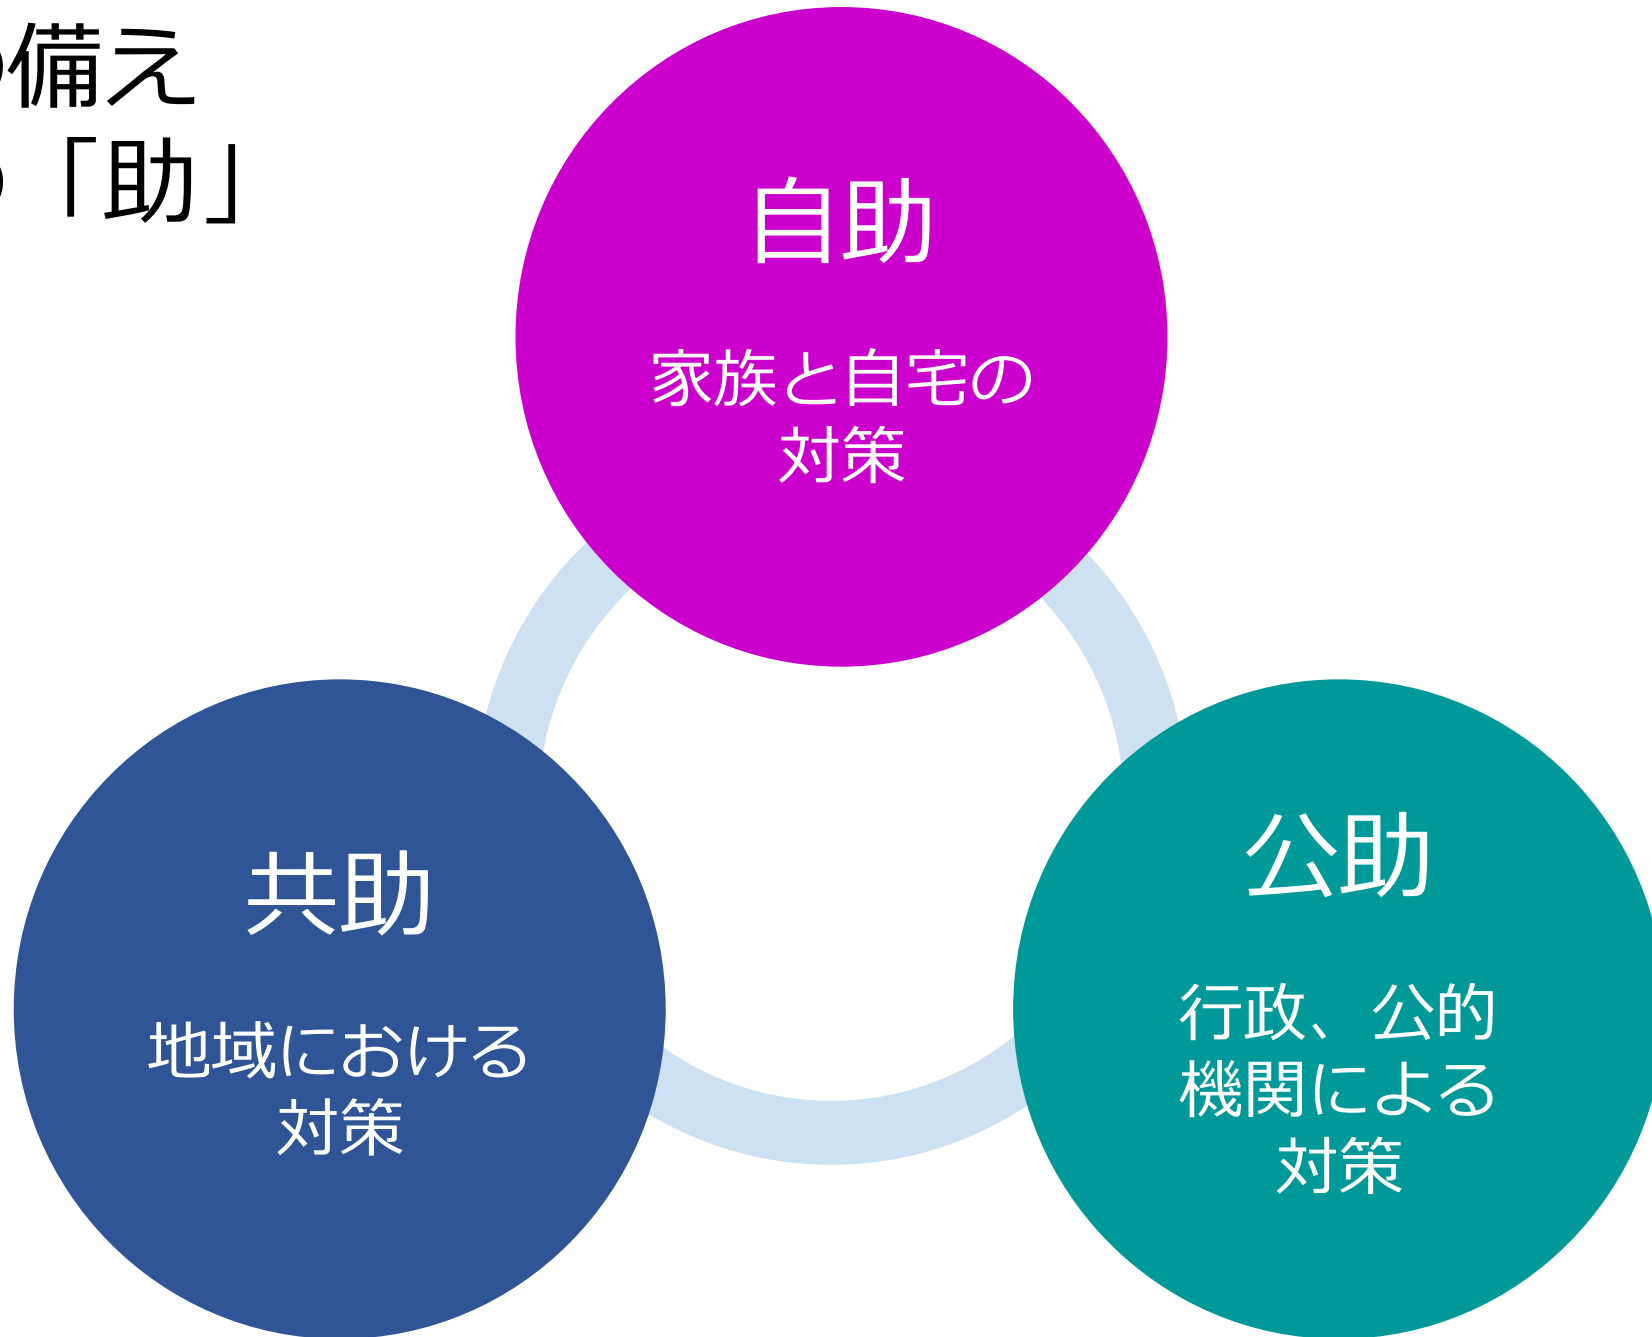 備え
「助」
自助
家族と自宅の
対策
共助
地域における
対策
公助
行政、公的
機関による
対策